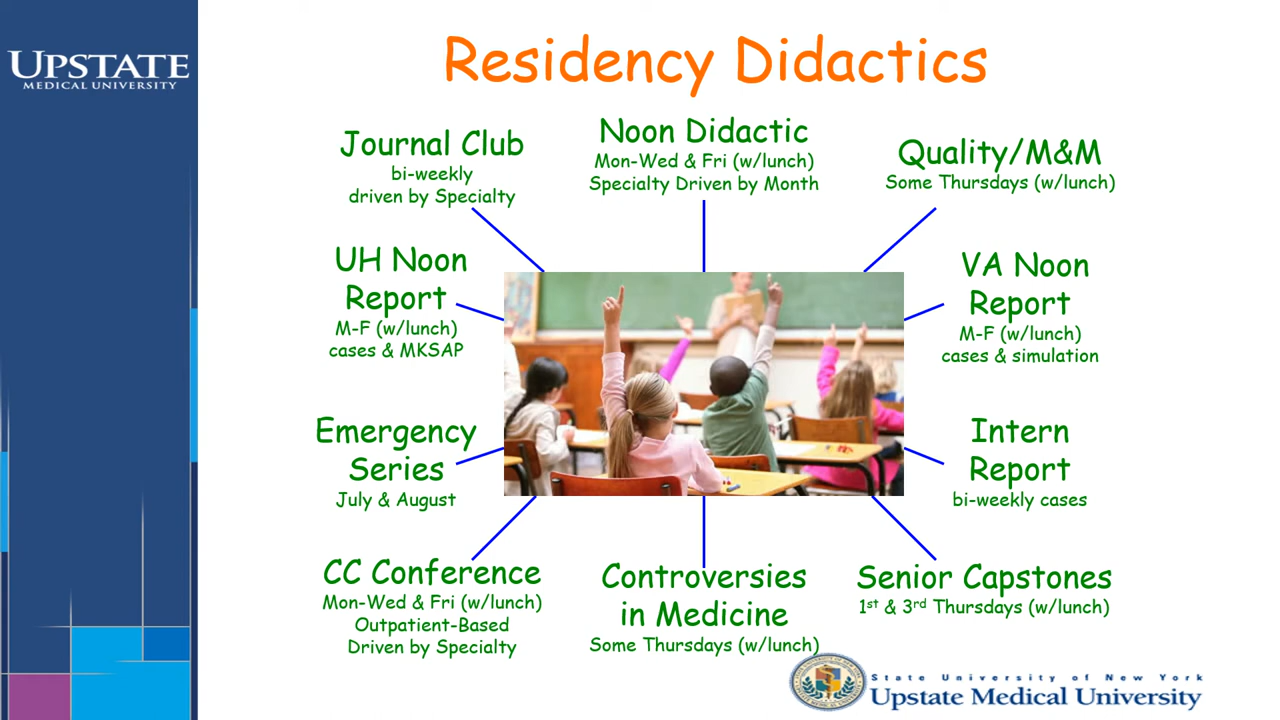 UPSTATE
MEDICAL UNIVERSITY
Residency Didactics
Journal Club
bi-weekly
driven by Specialty
Noon Didactic
Mon-Wed & Fri (w/lunch)
Specialty Driven by Month
Quality/M&M
Some Thursdays (w/lunch)
UH Noon
Report
M-F (w/lunch)
cases & MKSAP
VA Noon
Report
M-F (w/lunch)
cases & simulation
Emergency
Series
July & August
Intern
Report
bi-weekly cases
CC Conference
Mon-Wed & Fri (w/lunch)
Outpatient-Based
Driven by Specialty
Controversies
in Medicine
Some Thursdays (w/lunch)
Senior Capstones
1st & 3rd Thursdays (w/lunch)
State University of New York
Upstate Medical University